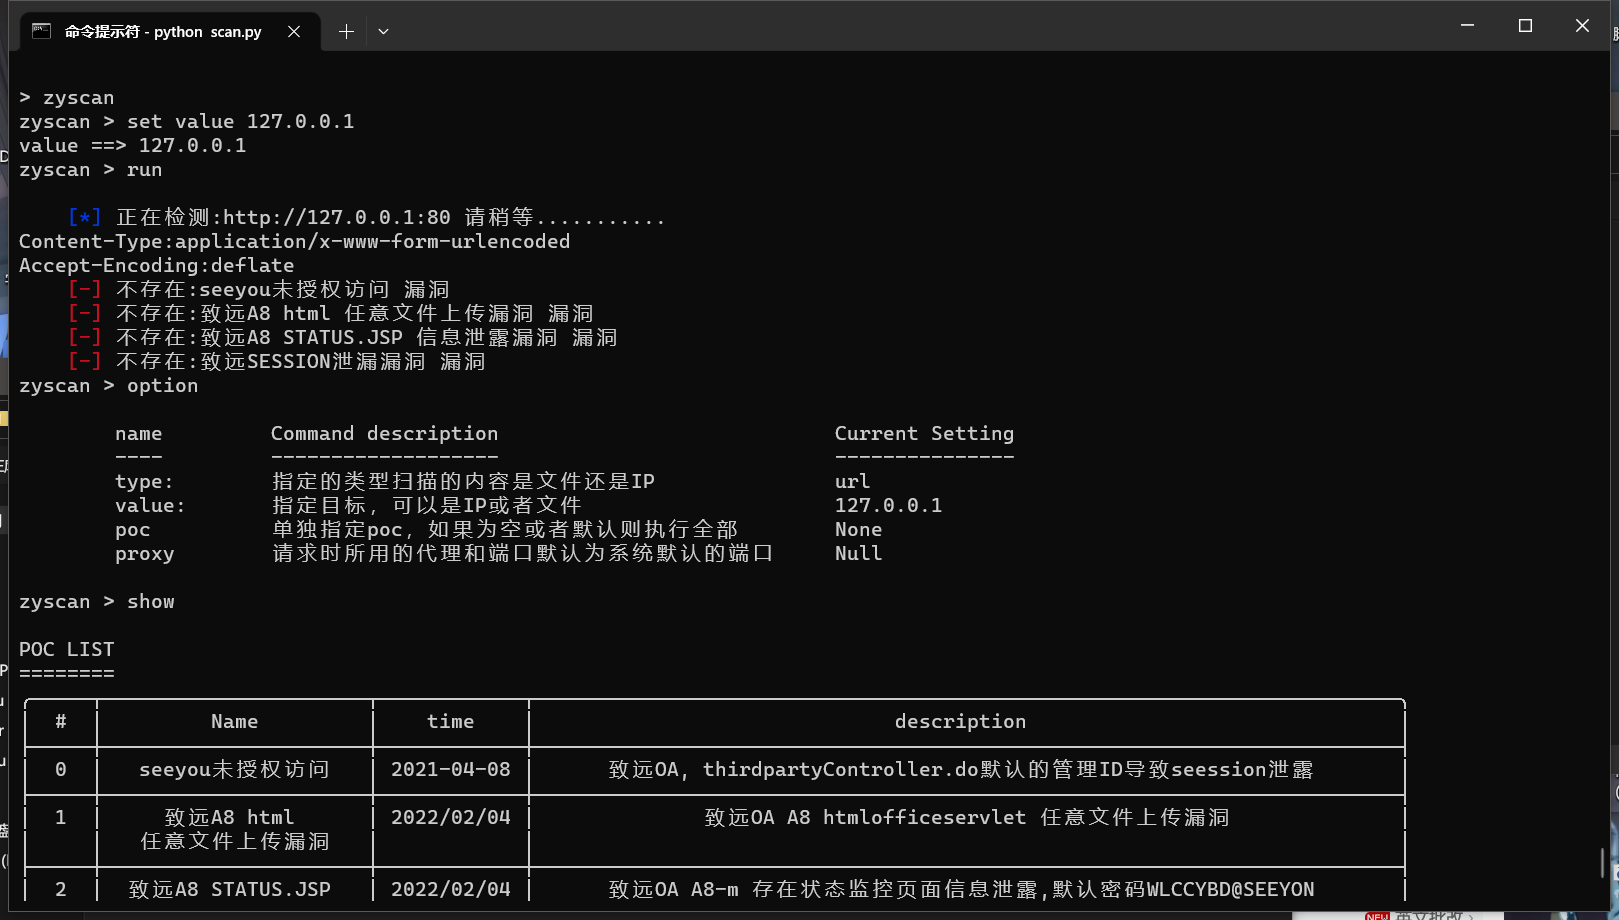 命令提示符 - python  scan.py
> zyscan
zyscan > set value 127.0.0.1
value ==> 127.0.0.1
zyscan > run
[*] 正在检测:http://127.0.0.1:80 请稍等...........
Content-Type:application/x-www-form-urlencoded
Accept-Encoding:deflate
[-] 不存在:seeyou未授权访问 漏洞
[-] 不存在:致远A8 html 任意文件上传漏洞 漏洞
[-] 不存在:致远A8 STATUS.JSP 信息泄露漏洞 漏洞
[-] 不存在:致远SESSION泄漏漏洞 漏洞
zyscan > option
name Command description Current Setting
---- ------------------- ---------------
type: 指定的类型扫描的内容是文件还是IP url
value: 指定目标，可以是IP或者文件 127.0.0.1
poc 单独指定poc，如果为空或者默认则执行全部 None
proxy 请求时所用的代理和端口默认为系统默认的端口 Null
zyscan > show
POC LIST
========
# Name time description
0 seeyou未授权访问 2021-04-08 致远OA，thirdpartyController.do默认的管理ID导致seession泄露
1 致远A8 html 2022/02/04 致远OA A8 htmlofficeservlet 任意文件上传漏洞
任意文件上传漏洞
2 致远A8 STATUS.JSP 2022/02/04 致远OA A8-m 存在状态监控页面信息泄露,默认密码WLCCYBD@SEEYON
NEW